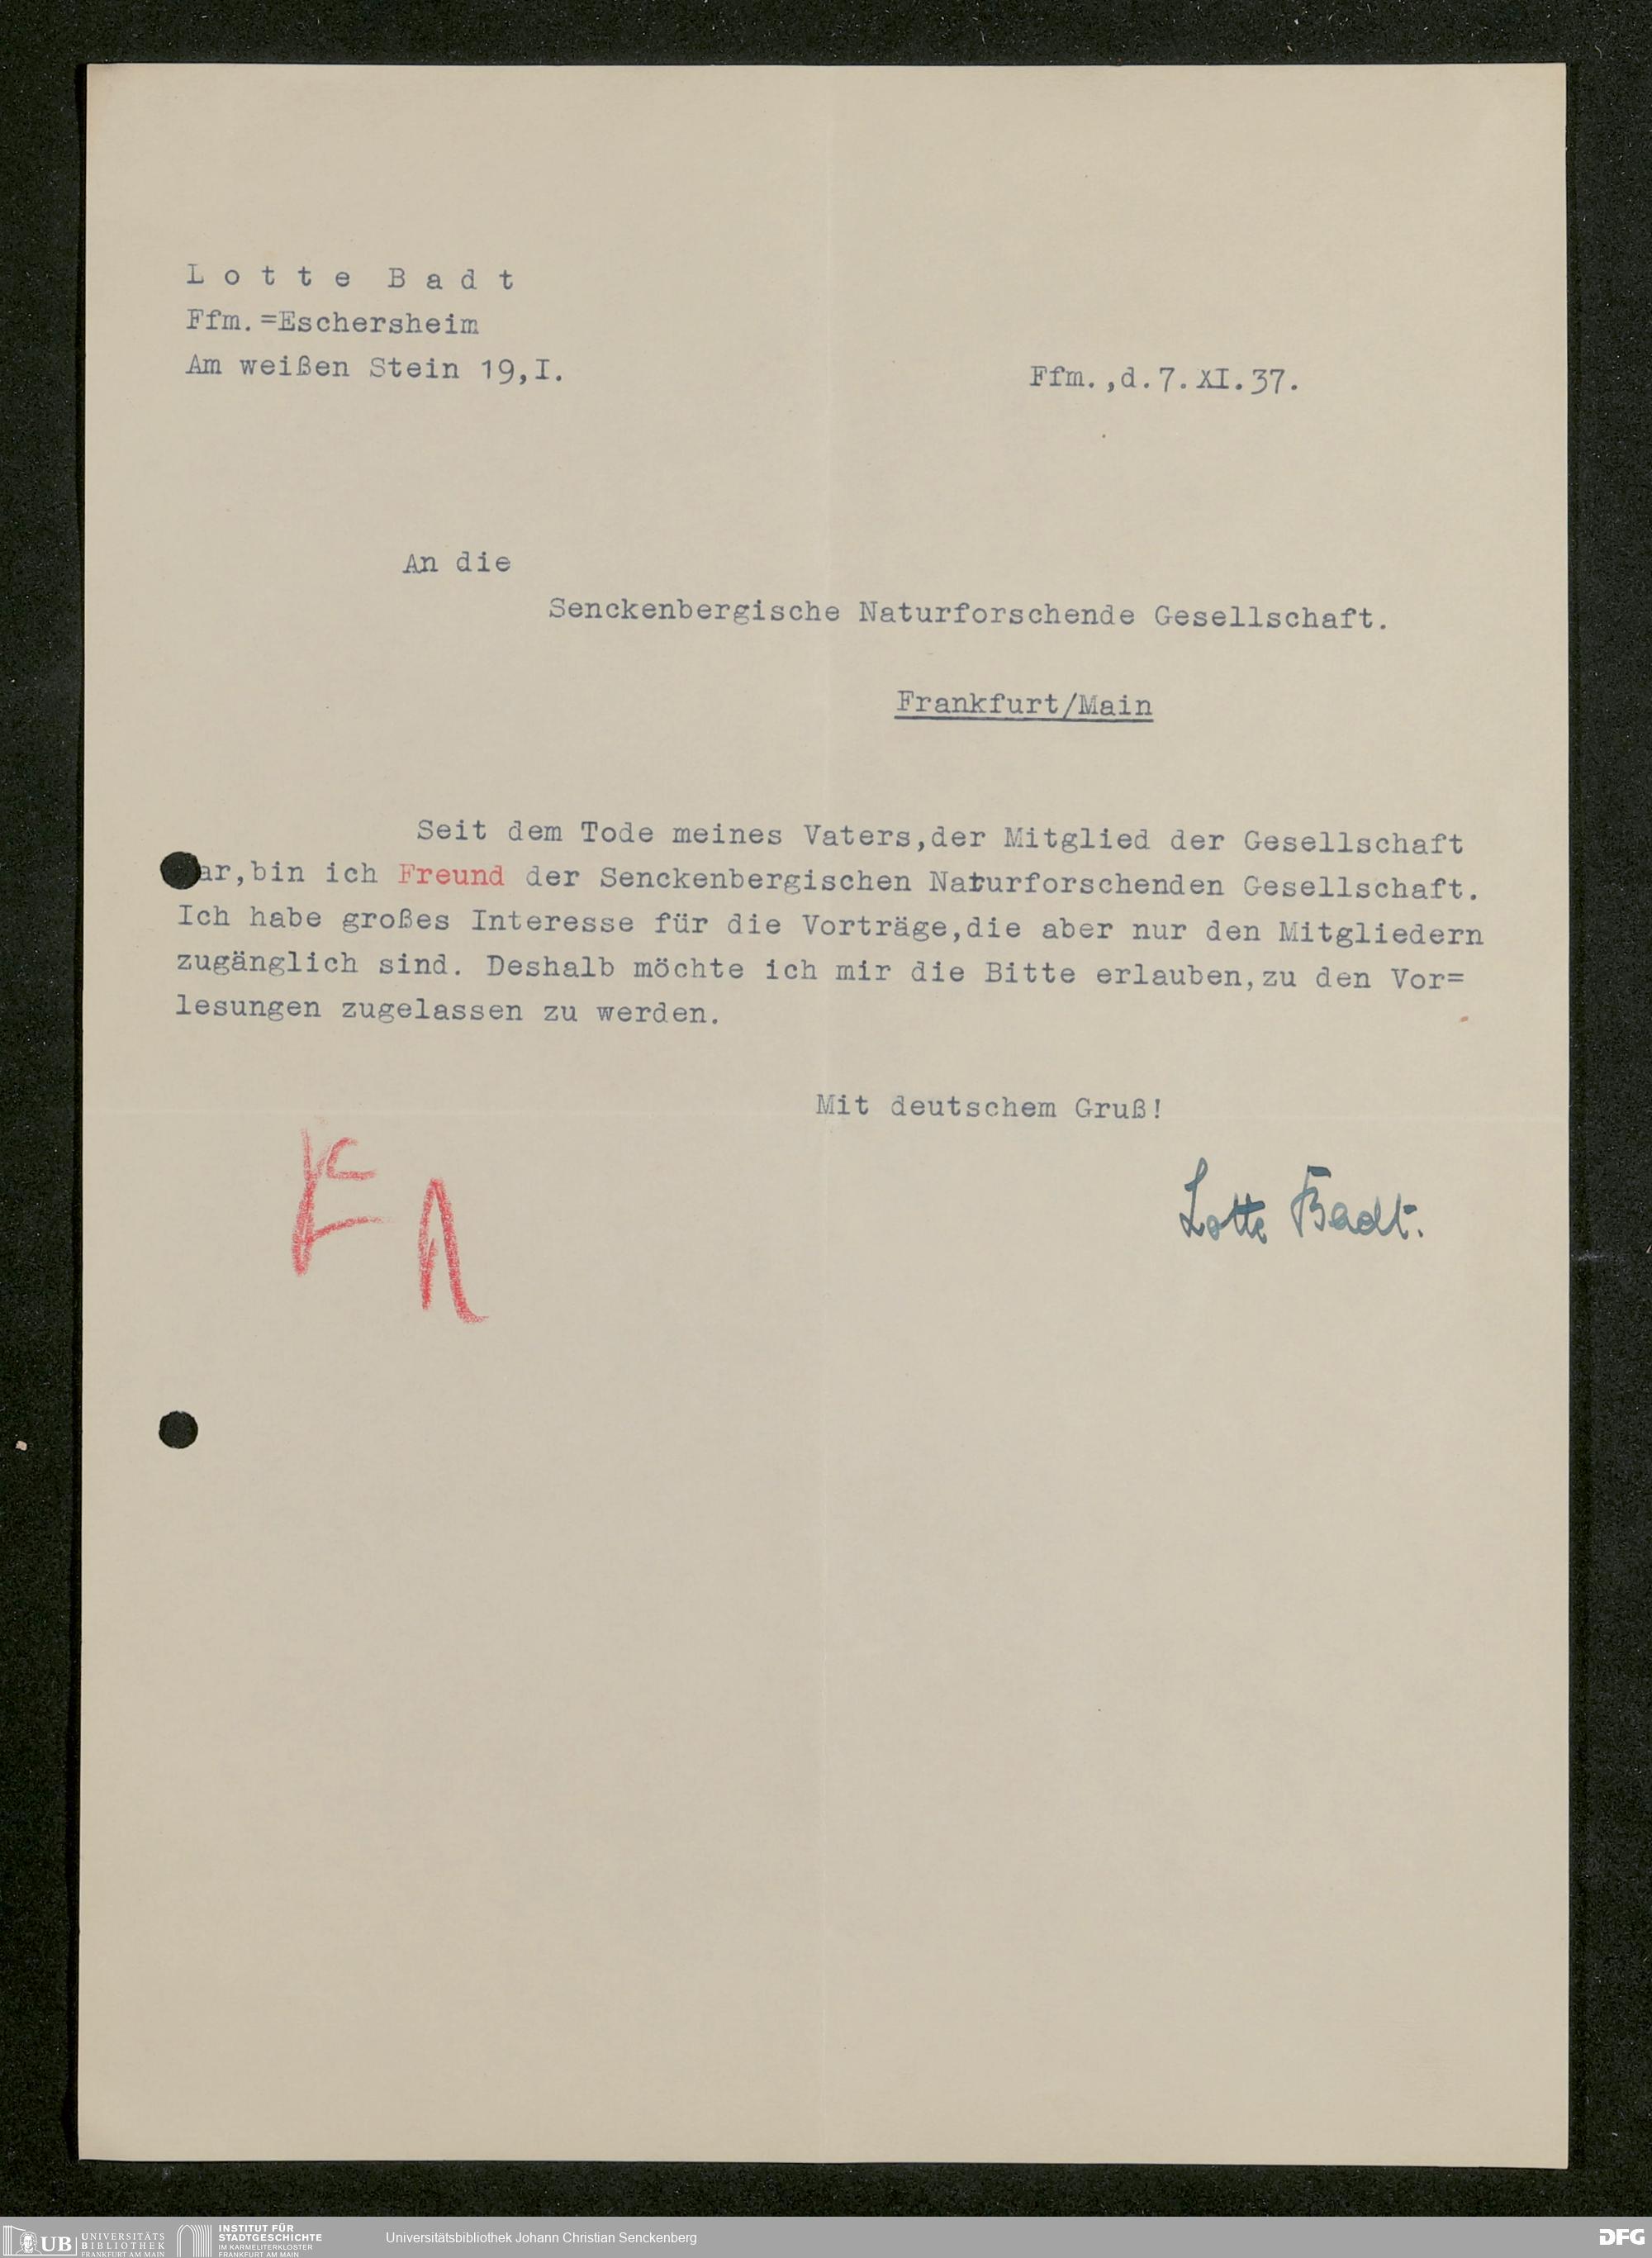 Lotte Badt
Ffm.=Eschersheim
Am weißen Stein 19,I.
Ffm.,d.7.XI.37.
An die
Senckenbergische Naturforschende Gesellschaft.
Frankfurt/Main
Seit dem Tode meines Vaters,der Mitglied der Gesellschaft
ar,bin ich Freund der Senckenbergischen Naturforschenden Gesellschaft.
Ich habe großes Interesse für die Vorträge,die aber nur den Mitgliedern
zugänglich sind. Deshalb möchte ich mir die Bitte erlauben,zu den Vor=
lesungen zugelassen zu werden.
Mit deutschem Gruß!
Lotte Badt.
UB UNIVERSITÄTS
BIBLIOTHEK
FRANKFURT AM MAIN
INSTITUT FÜR
STADTGESCHICHTE
IM KARMELITERKLOSTER
FRANKFURT AM MAIN
Universitätsbibliothek Johann Christian Senckenberg
DFG